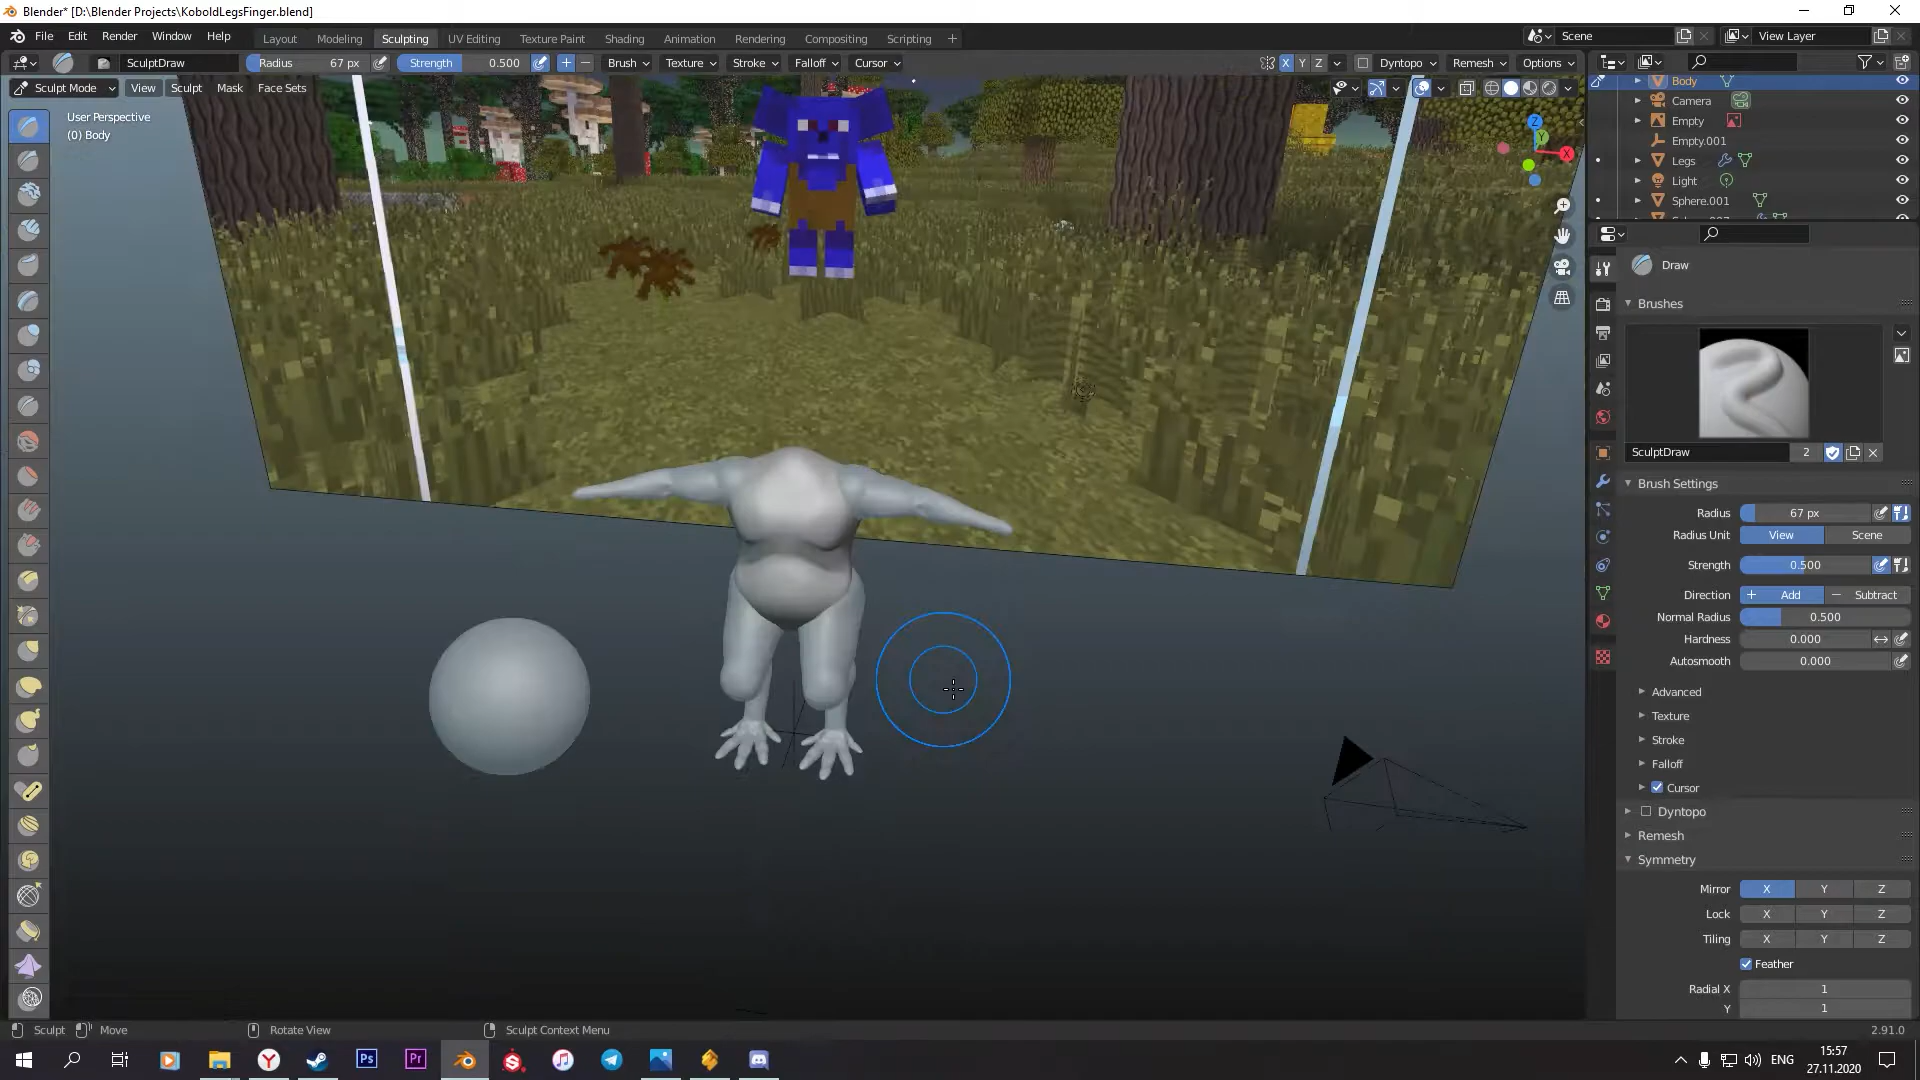 Blender* [D:\Blender Projects\KoboldLegsFinger.blend]
File Edit Render Window Help
Layout Modeling Sculpting UV Editing Texture Paint Shading Animation Rendering Compositing Scripting +
Scene View Layer
SculptDraw Radius 67 px Strength 0.500 Brush Texture Stroke Falloff Cursor X Y Z Dyntopo Remesh Options
Sculpt Mode View Sculpt Mask Face Sets
User Perspective
(0) Body
Z
Y
X
Body
Camera
Empty
Empty.001
Legs
Light
Sphere.001
Draw
Brushes
SculptDraw 2
Brush Settings
Radius 67 px
Radius Unit View Scene
Strength 0.500
Direction + Add − Subtract
Normal Radius 0.500
Hardness 0.000
Autosmooth 0.000
Advanced
Texture
Stroke
Falloff
Cursor
Dyntopo
Remesh
Symmetry
Mirror X Y Z
Lock X Y Z
Tiling X Y Z
Feather
Radial X 1
Y 1
Sculpt Move Rotate View Sculpt Context Menu 2.91.0
Ps Pr ENG 15:57
27.11.2020